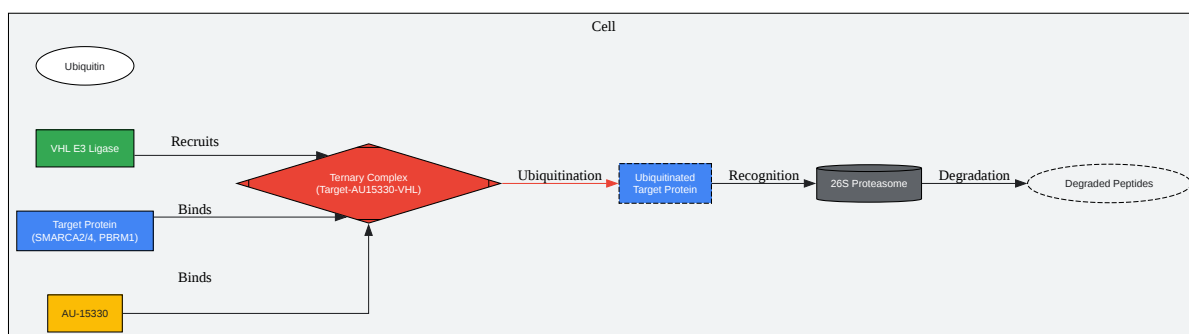 Cell
Ubiquitin
VHL E3 Ligase
Recruits
Target Protein
(SMARCA2/4, PBRM1)
Binds
AU-15330
Binds
Ternary Complex
(Target-AU15330-VHL)
Ubiquitination
Ubiquitinated
Target Protein
Recognition
26S Proteasome
Degradation
Degraded Peptides